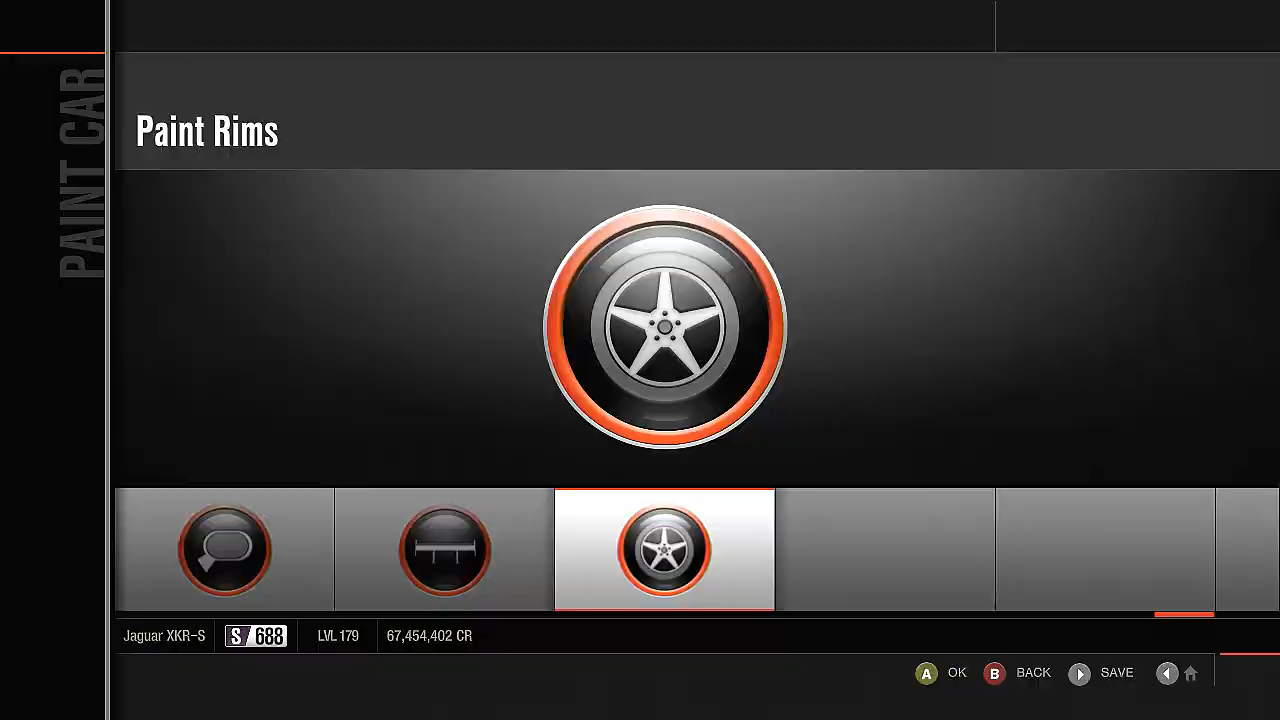 PAINT CAR
Paint Rims
Jaguar XKR-S S 688 LVL 179 67,454,402 CR
A OK B BACK SAVE